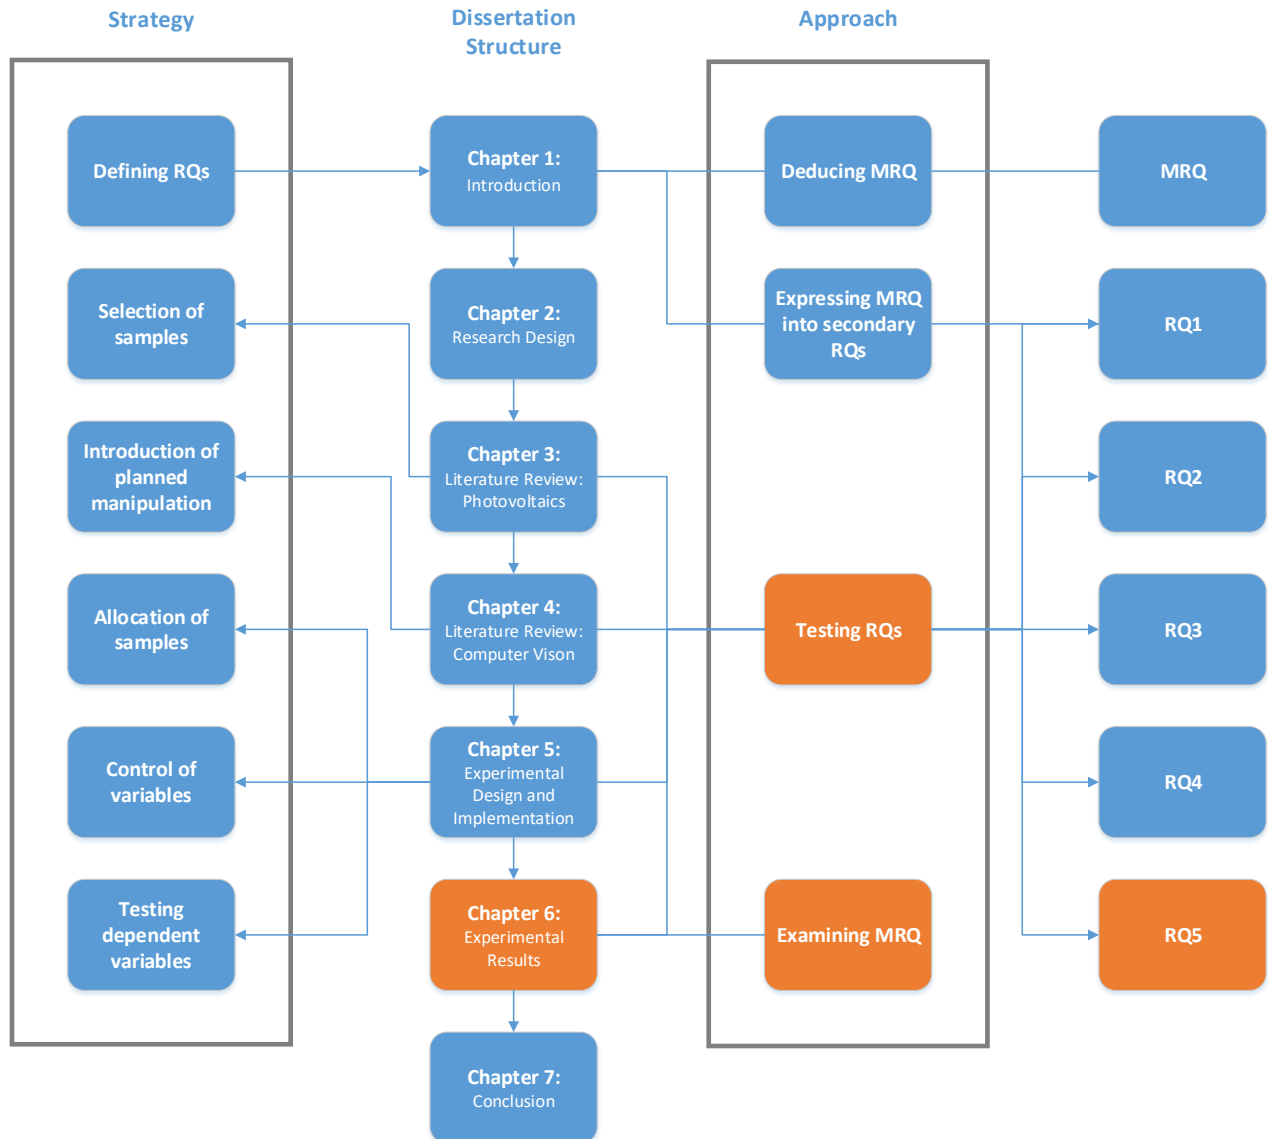 Strategy
Dissertation
Structure
Approach
Defining RQs
Chapter 1:
Introduction
Deducing MRQ
MRQ
Selection of
samples
Chapter 2:
Research Design
Expressing MRQ
into secondary
RQs
RQ1
Introduction of
planned
manipulation
Chapter 3:
Literature Review:
Photovoltaics
RQ2
Allocation of
samples
Chapter 4:
Literature Review:
Computer Vison
Testing RQs
RQ3
Control of
variables
Chapter 5:
Experimental
Design and
Implementation
RQ4
Testing
dependent
variables
Chapter 6:
Experimental
Results
Examining MRQ
RQ5
Chapter 7:
Conclusion